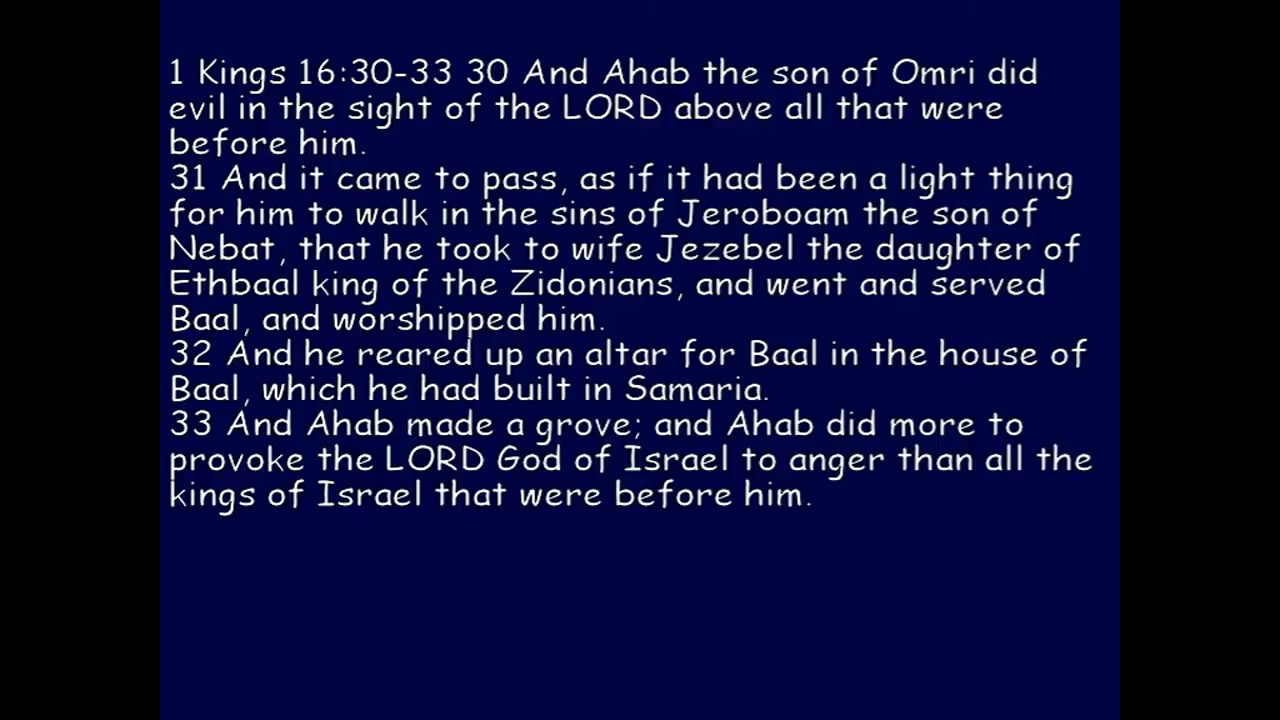 1 Kings 16:30-33 30 And Ahab the son of Omri did
evil in the sight of the LORD above all that were
before him.
31 And it came to pass, as if it had been a light thing
for him to walk in the sins of Jeroboam the son of
Nebat, that he took to wife Jezebel the daughter of
Ethbaal king of the Zidonians, and went and served
Baal, and worshipped him.
32 And he reared up an altar for Baal in the house of
Baal, which he had built in Samaria.
33 And Ahab made a grove; and Ahab did more to
provoke the LORD God of Israel to anger than all the
kings of Israel that were before him.